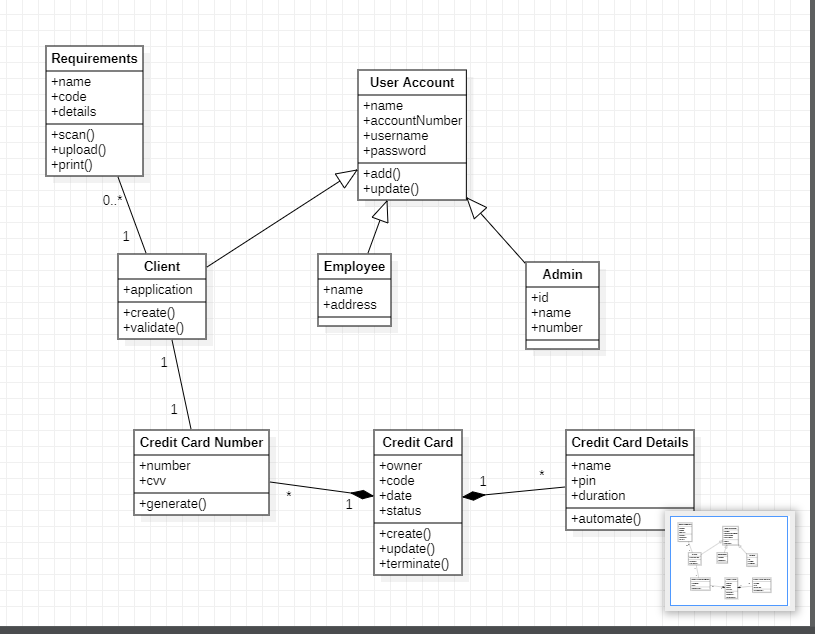 Requirements
+name
+code
+details
+scan()
+upload()
+print()
User Account
+name
+accountNumber
+username
+password
+add()
+update()
0..*
1
Client
+application
+create()
+validate()
Employee
+name
+address
Admin
+id
+name
+number
1
1
Credit Card Number
+number
+cvv
+generate()
*
1
Credit Card
+owner
+code
+date
+status
+create()
+update()
+terminate()
1
*
Credit Card Details
+name
+pin
+duration
+automate()